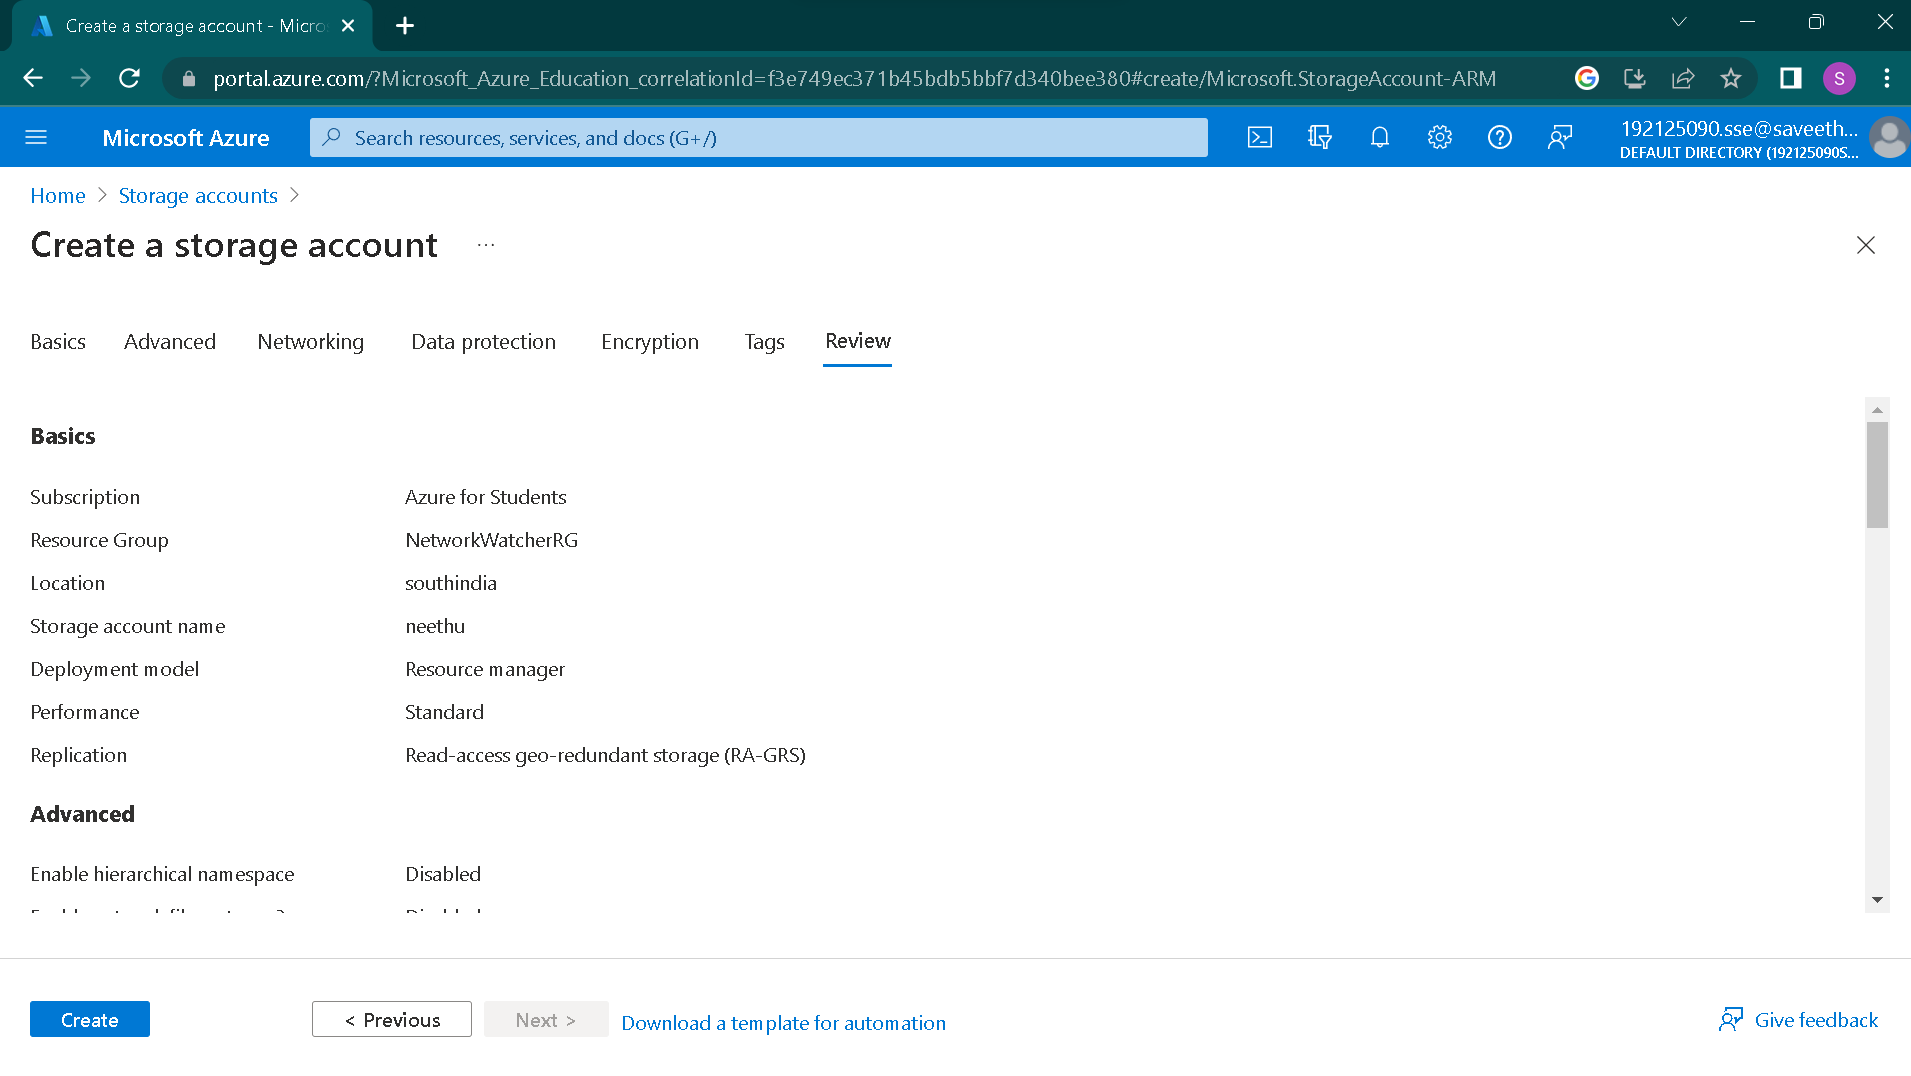 Create a storage account - Micro
portal.azure.com/?Microsoft_Azure_Education_correlationId=f3e749ec371b45bdb5bbf7d340bee380#create/Microsoft.StorageAccount-ARM
S
Microsoft Azure
Search resources, services, and docs (G+/)
192125090.sse@saveeth...
DEFAULT DIRECTORY (192125090S...
Home > Storage accounts >
Create a storage account ...
Basics Advanced Networking Data protection Encryption Tags Review
Basics
Subscription Azure for Students
Resource Group NetworkWatcherRG
Location southindia
Storage account name neethu
Deployment model Resource manager
Performance Standard
Replication Read-access geo-redundant storage (RA-GRS)
Advanced
Enable hierarchical namespace Disabled
Create < Previous Next > Download a template for automation Give feedback